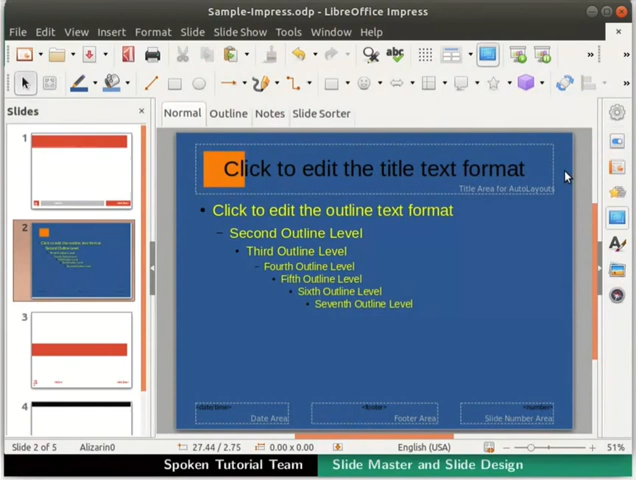 Sample-Impress.odp - LibreOffice Impress
File Edit View Insert Format Slide Slide Show Tools Window Help
Slides
Normal Outline Notes Slide Sorter
1
2
3
4
Click to edit the title text format
Title Area for AutoLayouts
• Click to edit the outline text format
– Second Outline Level
• Third Outline Level
– Fourth Outline Level
• Fifth Outline Level
• Sixth Outline Level
• Seventh Outline Level
<date/time>
<footer>
<number>
Date Area
Footer Area
Slide Number Area
Slide 2 of 5 Alizarin0 27.44 / 2.75 0.00 x 0.00 English (USA) 51%
Spoken Tutorial Team Slide Master and Slide Design